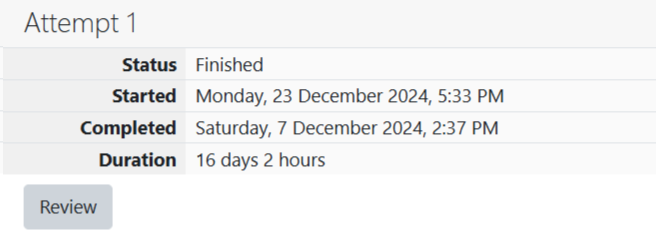 Attempt 1
Status Finished
Started Monday, 23 December 2024, 5:33 PM
Completed Saturday, 7 December 2024, 2:37 PM
Duration 16 days 2 hours
Review